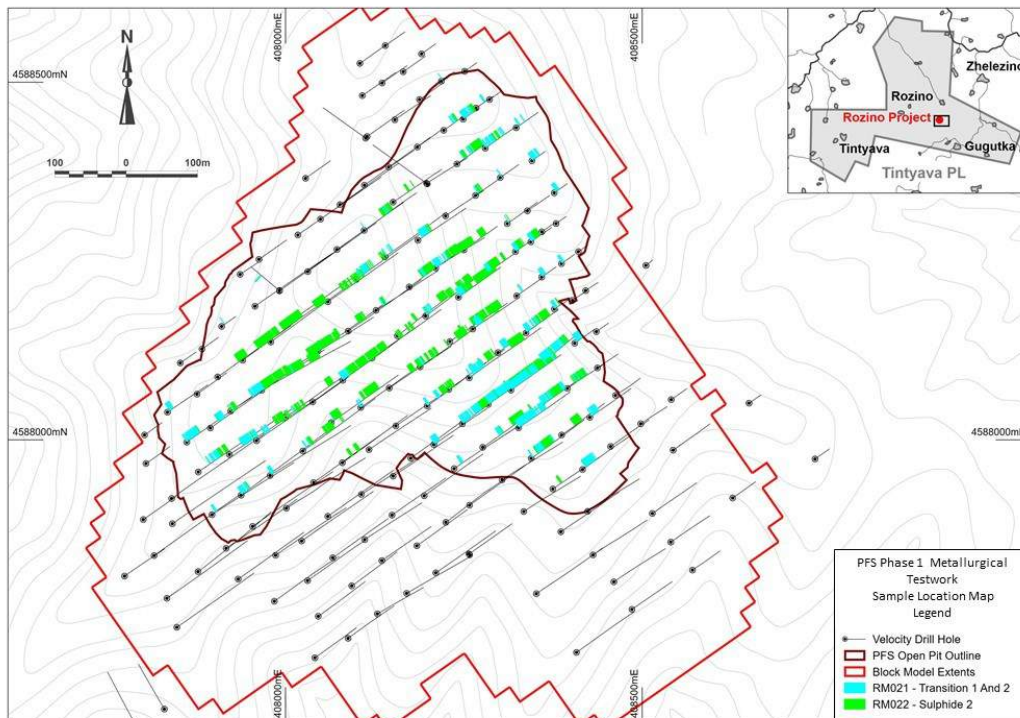 408000mE
408500mE
4588500mN
N
100 0 100m
Zhelezino
Rozino
Rozino Project
Tintyava
Gugutka
Tintyava PL
4588000mN
4588000mE
408000mE
408500mE
PFS Phase 1 Metallurgical
Testwork
Sample Location Map
Legend
Velocity Drill Hole
PFS Open Pit Outline
Block Model Extents
RM021 - Transition 1 And 2
RM022 - Sulphide 2